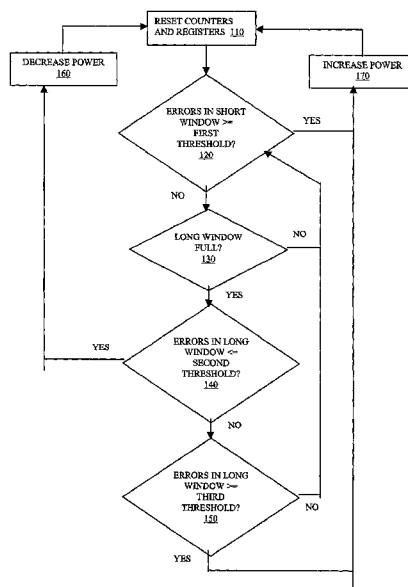 RESET COUNTERS
AND REGISTERS 110
DECREASE POWER
160
INCREASE POWER
170
ERRORS IN SHORT
WINDOW >=
FIRST
THRESHOLD?
120
YES
NO
LONG WINDOW
FULL?
130
NO
YES
ERRORS IN LONG
WINDOW <=
SECOND
THRESHOLD?
140
YES
NO
ERRORS IN LONG
WINDOW >=
THIRD
THRESHOLD?
150
NO
YES